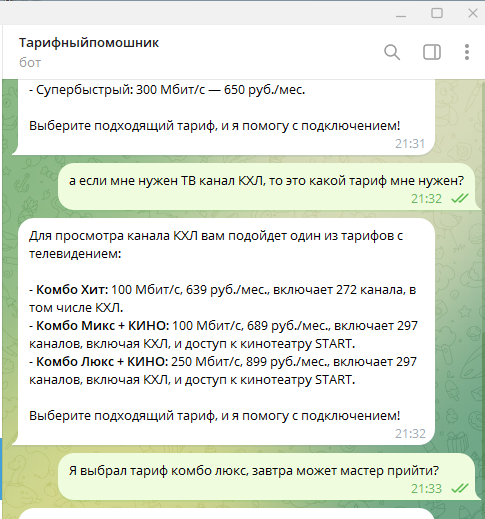 Тарифныйпомошник
бот
- Супербыстрый: 300 Мбит/с — 650 руб./мес.
Выберите подходящий тариф, и я помогу с подключением!
21:31
а если мне нужен ТВ канал КХЛ, то это какой тариф мне нужен?
21:32
Для просмотра канала КХЛ вам подойдет один из тарифов с
телевидением:
- Комбо Хит: 100 Мбит/с, 639 руб./мес., включает 272 канала, в
том числе КХЛ.
- Комбо Микс + КИНО: 100 Мбит/с, 689 руб./мес., включает 297
каналов, включая КХЛ, и доступ к кинотеатру START.
- Комбо Люкс + КИНО: 250 Мбит/с, 899 руб./мес., включает 297
каналов, включая КХЛ, и доступ к кинотеатру START.
Выберите подходящий тариф, и я помогу с подключением!
21:32
Я выбрал тариф комбо люкс, завтра может мастер прийти?
21:33